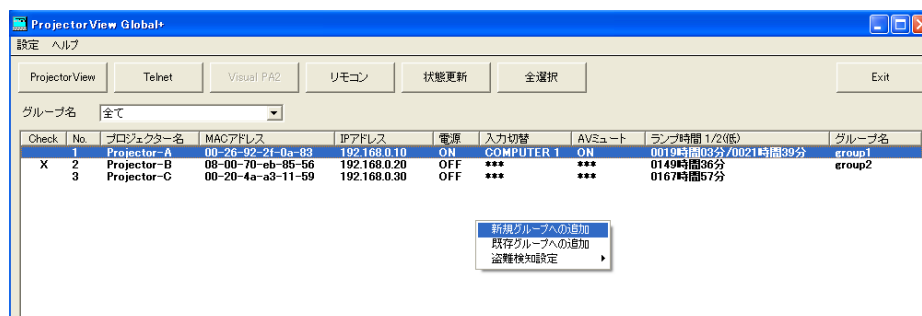 ProjectorView Global+
設定 ヘルプ
ProjectorView Telnet Visual PA2 リモコン 状態更新 全選択 Exit
グループ名 全て
Check No. プロジェクター名 MACアドレス IPアドレス 電源 入力切替 AVミュート ランプ時間 1/2(低) グループ名
1 Projector-A 00-26-92-2f-0a-83 192.168.0.10 ON COMPUTER 1 ON 0019時間03分/0021時間39分 group1
X 2 Projector-B 08-00-70-eb-85-56 192.168.0.20 OFF *** *** 0149時間36分 group2
3 Projector-C 00-20-4a-a3-11-59 192.168.0.30 OFF *** *** 0167時間57分
新規グループへの追加
既存グループへの追加
盗難検知設定